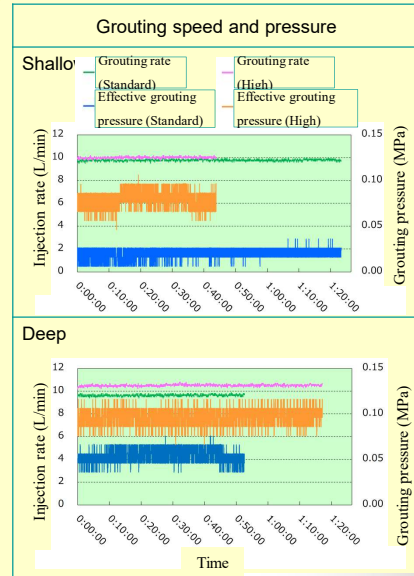 Grouting speed and pressure
Shallow
Grouting rate
(Standard)
Grouting rate
(High)
Effective grouting
pressure (Standard)
Effective grouting
pressure (High)
Injection rate (L/min)
12
10
8
6
4
2
0
0.15
0.10
0.05
0.00
Grouting pressure (MPa)
0:00:00
0:10:00
0:20:00
0:30:00
0:40:00
0:50:00
1:00:00
1:10:00
1:20:00
Deep
Injection rate (L/min)
12
10
8
6
4
2
0
0.15
0.10
0.05
0.00
Grouting pressure (MPa)
0:00:00
0:10:00
0:20:00
0:30:00
0:40:00
0:50:00
1:00:00
1:10:00
1:20:00
Time